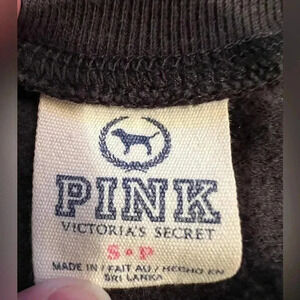 PINK
VICTORIA'S SECRET
S•P
MADE IN / FAIT AU / HECHO EN
SRI LANKA